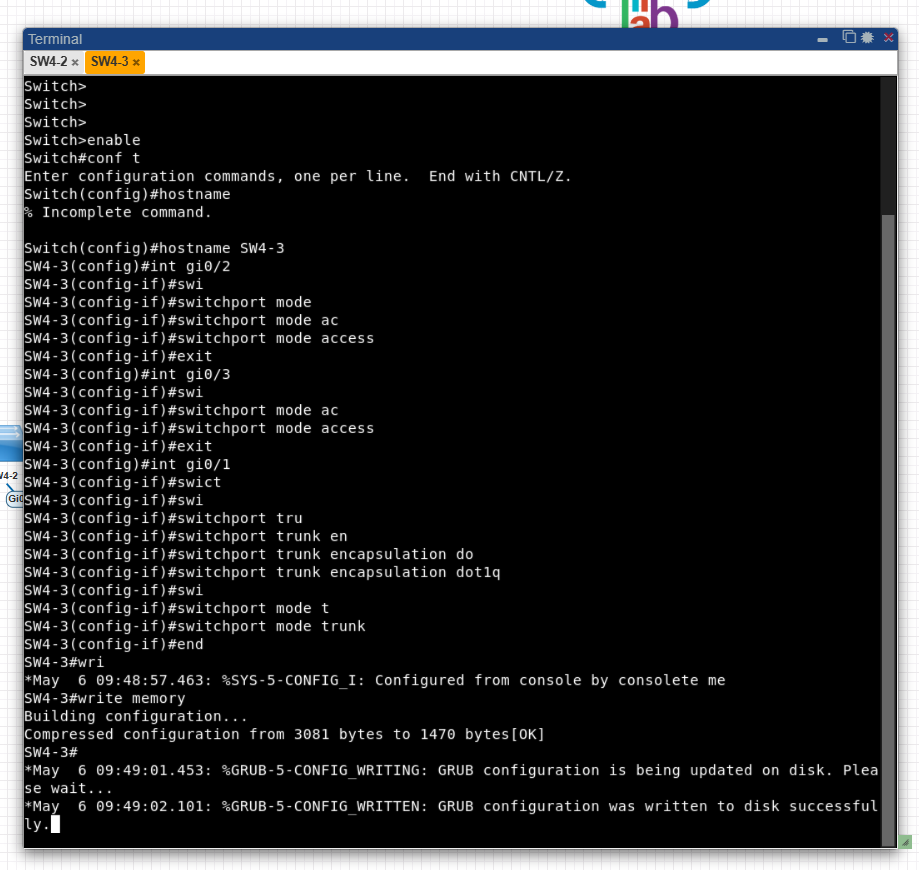 lab
Terminal
SW4-2 × SW4-3 ×
Switch>
Switch>
Switch>
Switch>enable
Switch#conf t
Enter configuration commands, one per line.  End with CNTL/Z.
Switch(config)#hostname
% Incomplete command.
Switch(config)#hostname SW4-3
SW4-3(config)#int gi0/2
SW4-3(config-if)#swi
SW4-3(config-if)#switchport mode
SW4-3(config-if)#switchport mode ac
SW4-3(config-if)#switchport mode access
SW4-3(config-if)#exit
SW4-3(config)#int gi0/3
SW4-3(config-if)#swi
SW4-3(config-if)#switchport mode ac
SW4-3(config-if)#switchport mode access
SW4-3(config-if)#exit
SW4-3(config)#int gi0/1
SW4-3(config-if)#swict
SW4-3(config-if)#swi
SW4-3(config-if)#switchport tru
SW4-3(config-if)#switchport trunk en
SW4-3(config-if)#switchport trunk encapsulation do
SW4-3(config-if)#switchport trunk encapsulation dot1q
SW4-3(config-if)#swi
SW4-3(config-if)#switchport mode t
SW4-3(config-if)#switchport mode trunk
SW4-3(config-if)#end
SW4-3#wri
*May  6 09:48:57.463: %SYS-5-CONFIG_I: Configured from console by consolete me
SW4-3#write memory
Building configuration...
Compressed configuration from 3081 bytes to 1470 bytes[OK]
SW4-3#
*May  6 09:49:01.453: %GRUB-5-CONFIG_WRITING: GRUB configuration is being updated on disk. Plea
se wait...
*May  6 09:49:02.101: %GRUB-5-CONFIG_WRITTEN: GRUB configuration was written to disk successful
ly.